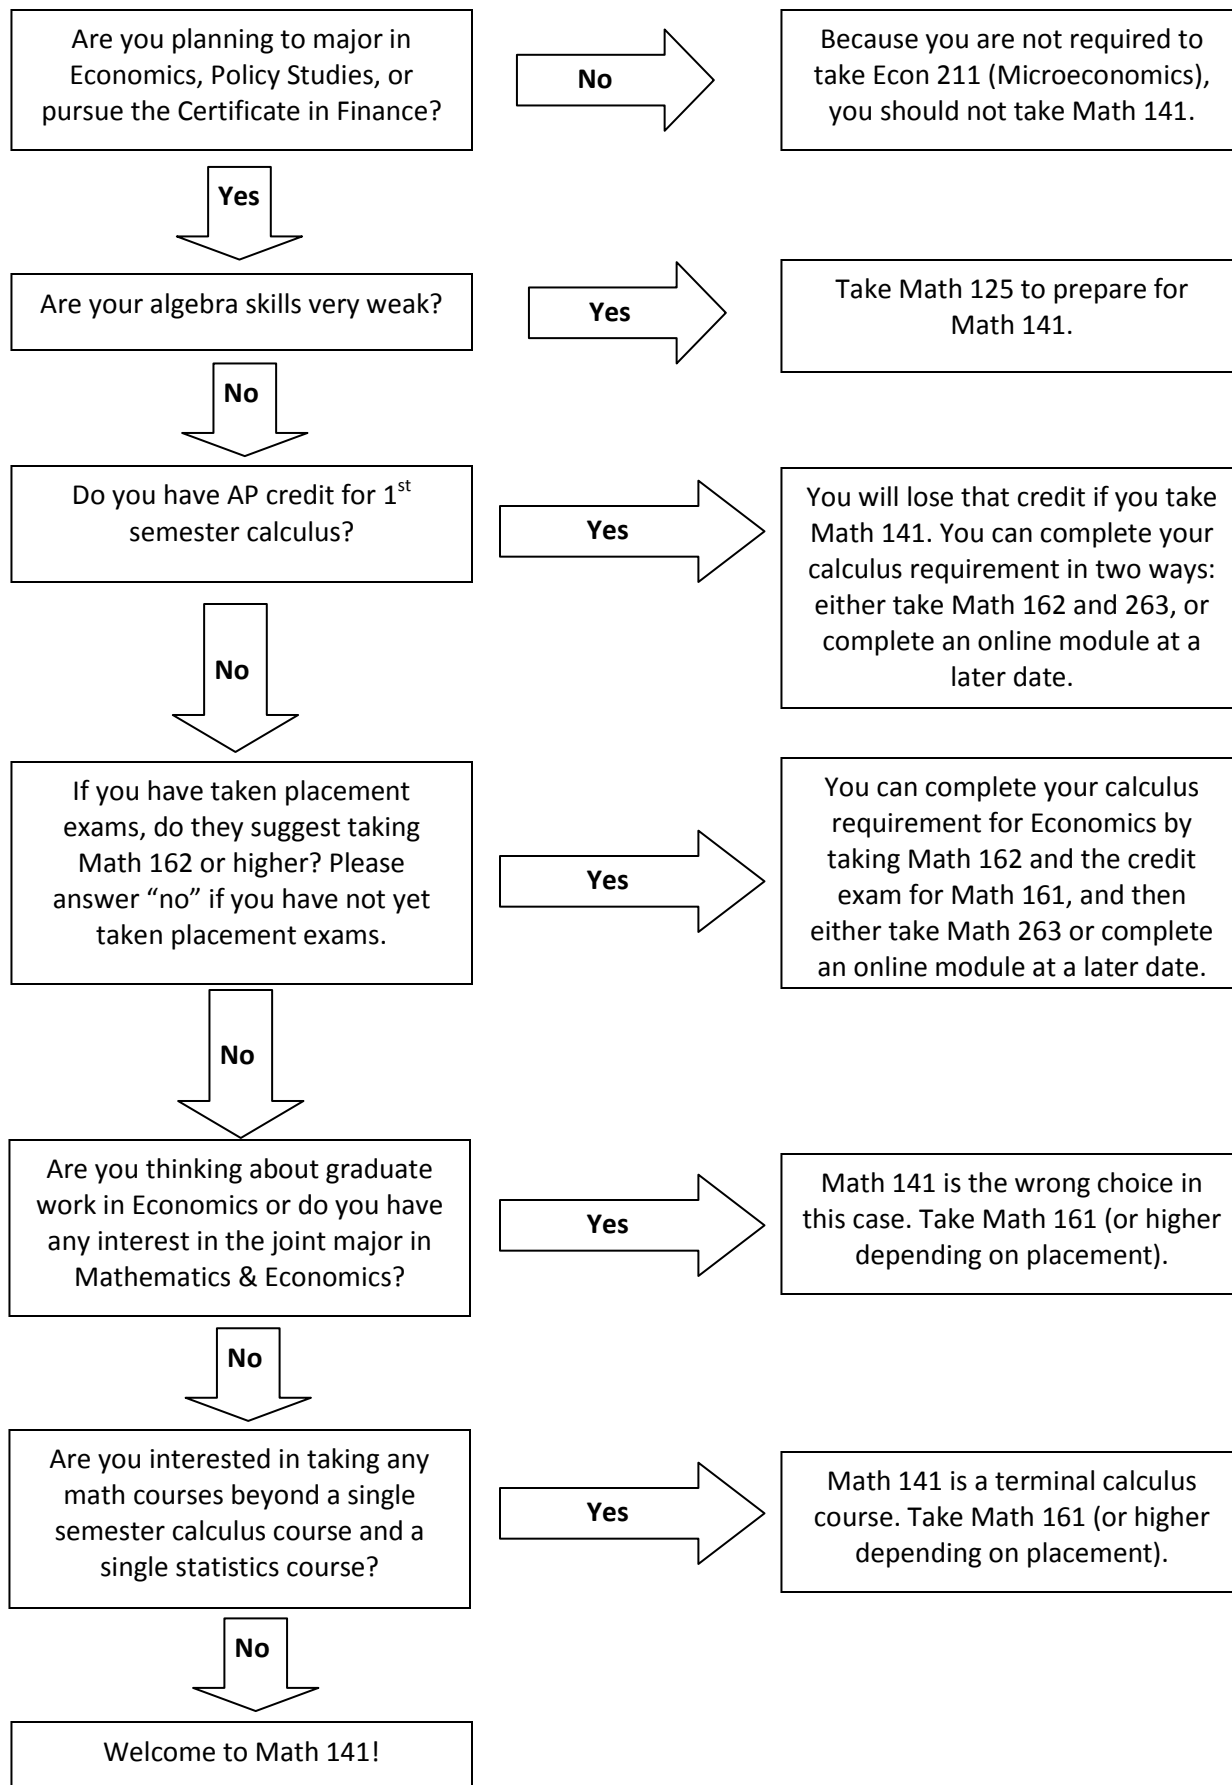 Are you planning to major in
Economics, Policy Studies, or
pursue the Certificate in Finance?
No
Because you are not required to
take Econ 211 (Microeconomics),
you should not take Math 141.
Yes
Are your algebra skills very weak?
Yes
Take Math 125 to prepare for
Math 141.
No
Do you have AP credit for 1st
semester calculus?
Yes
You will lose that credit if you take
Math 141. You can complete your
calculus requirement in two ways:
either take Math 162 and 263, or
complete an online module at a
later date.
No
If you have taken placement
exams, do they suggest taking
Math 162 or higher? Please
answer “no” if you have not yet
taken placement exams.
Yes
You can complete your calculus
requirement for Economics by
taking Math 162 and the credit
exam for Math 161, and then
either take Math 263 or complete
an online module at a later date.
No
Are you thinking about graduate
work in Economics or do you have
any interest in the joint major in
Mathematics & Economics?
Yes
Math 141 is the wrong choice in
this case. Take Math 161 (or higher
depending on placement).
No
Are you interested in taking any
math courses beyond a single
semester calculus course and a
single statistics course?
Yes
Math 141 is a terminal calculus
course. Take Math 161 (or higher
depending on placement).
No
Welcome to Math 141!